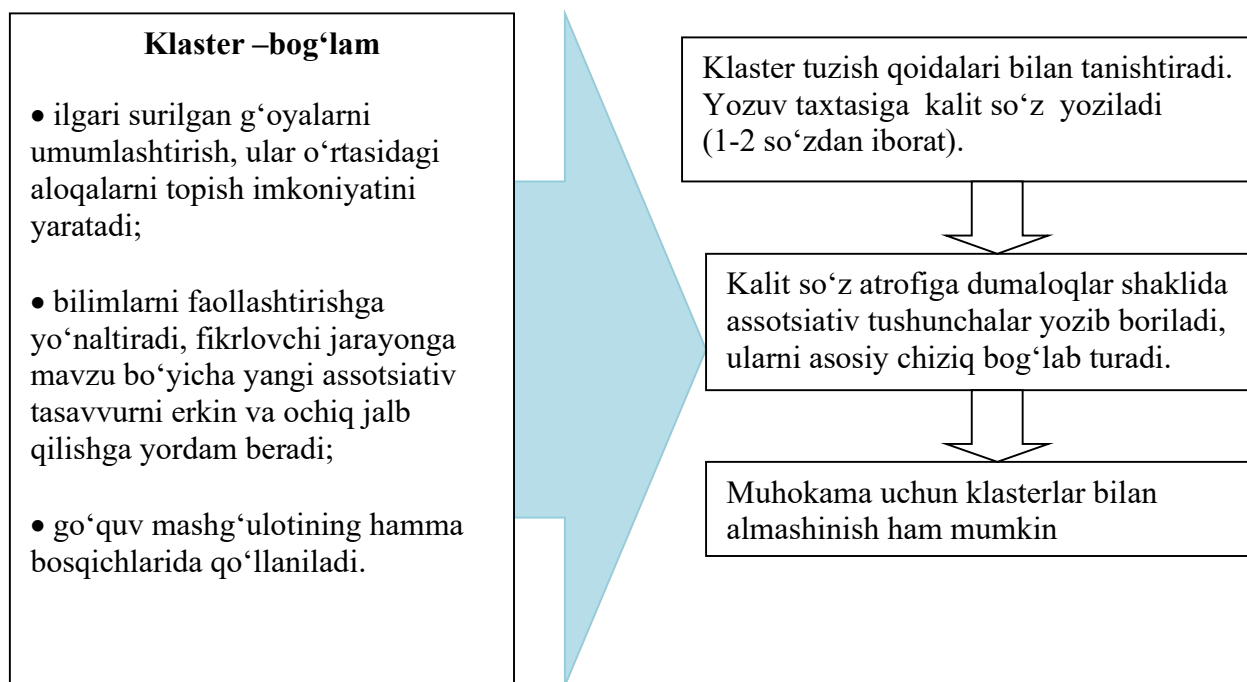 Klaster –bog‘lam
• ilgari surilgan g‘oyalarni
umumlashtirish, ular o‘rtasidagi
aloqalarni topish imkoniyatini
yaratadi;
• bilimlarni faollashtirishga
yo‘naltiradi, fikrlovchi jarayonga
mavzu bo‘yicha yangi assotsiativ
tasavvurni erkin va ochiq jalb
qilishga yordam beradi;
• go‘quv mashg‘ulotining hamma
bosqichlarida qo‘llaniladi.
Klaster tuzish qoidalari bilan tanishtiradi.
Yozuv taxtasiga kalit so‘z yoziladi
(1-2 so‘zdan iborat).
Kalit so‘z atrofiga dumaloqlar shaklida
assotsiativ tushunchalar yozib boriladi,
ularni asosiy chiziq bog‘lab turadi.
Muhokama uchun klasterlar bilan
almashinish ham mumkin